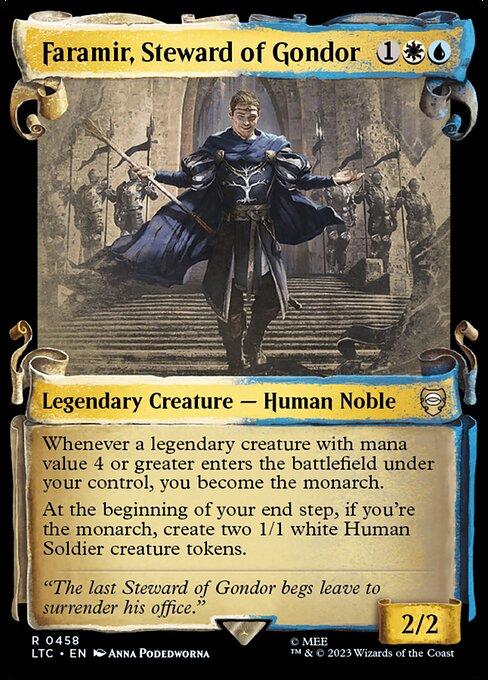 Faramir, Steward of Gondor 1
Legendary Creature — Human Noble
Whenever a legendary creature with mana
value 4 or greater enters the battlefield under
your control, you become the monarch.
At the beginning of your end step, if you're
the monarch, create two 1/1 white Human
Soldier creature tokens.
“The last Steward of Gondor begs leave to
surrender his office.”
2/2
R 0458
LTC • EN Anna Podedworna
© MEE
™ & © 2023 Wizards of the Coast